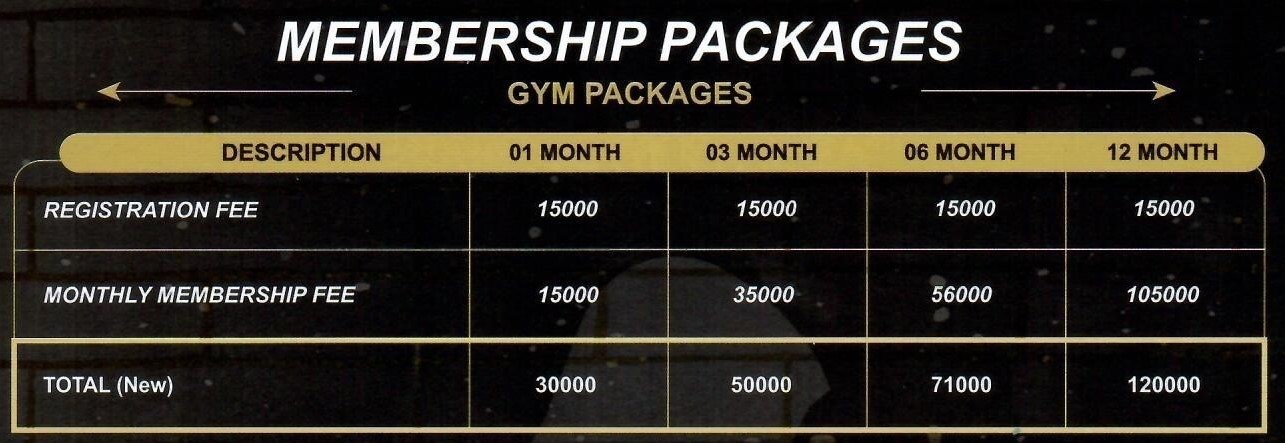 MEMBERSHIP PACKAGES
GYM PACKAGES
DESCRIPTION 01 MONTH 03 MONTH 06 MONTH 12 MONTH
REGISTRATION FEE 15000 15000 15000 15000
MONTHLY MEMBERSHIP FEE 15000 35000 56000 105000
TOTAL (New) 30000 50000 71000 120000